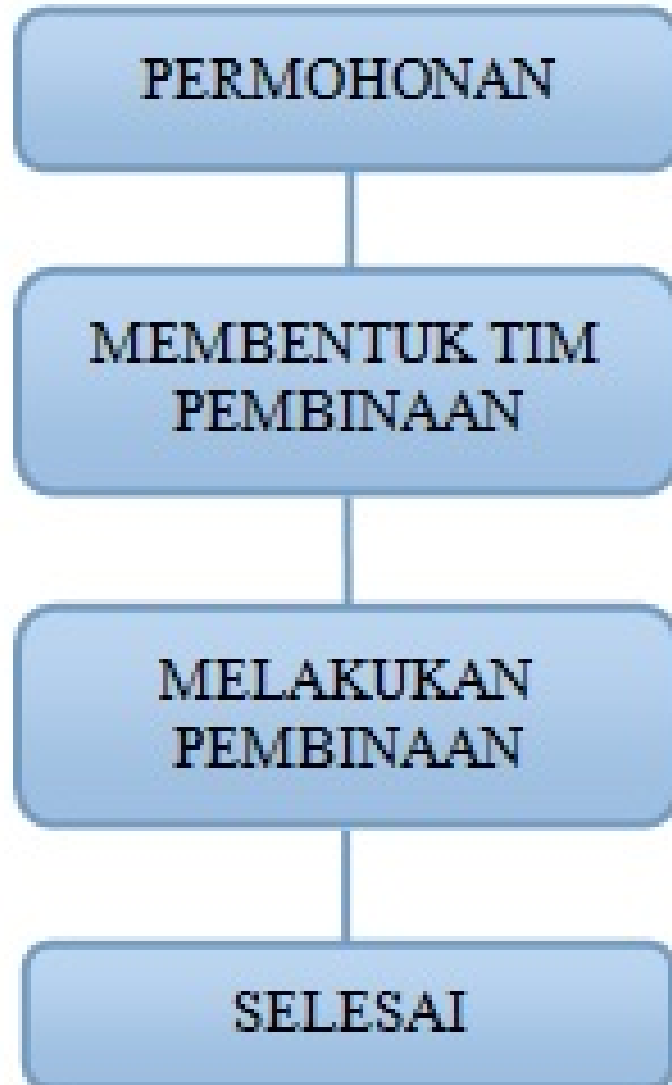 PERMOHONAN
MEMBENTUK TIM
PEMBINAAN
MELAKUKAN
PEMBINAAN
SELESAI